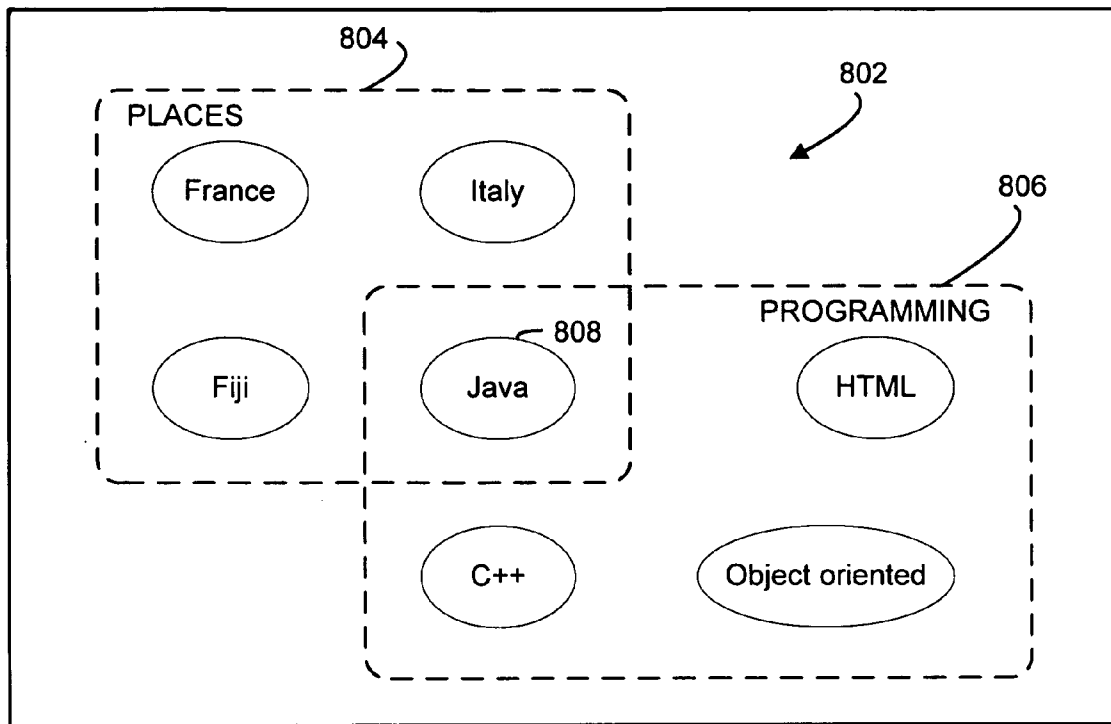 804
802
PLACES
France
Italy
806
PROGRAMMING
808
Fiji
Java
HTML
C++
Object oriented